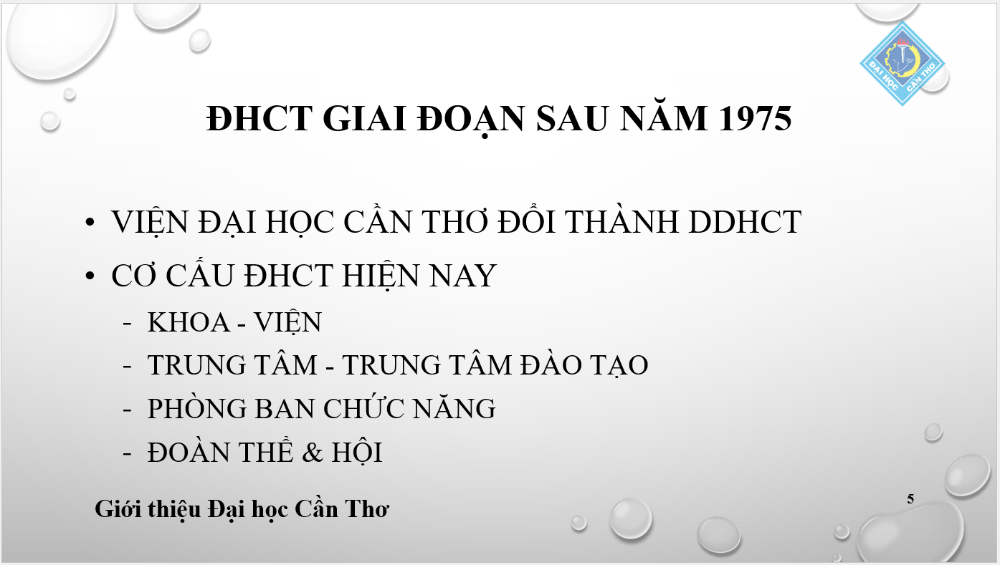 ĐẠI HỌC CẦN THƠ
ĐHCT GIAI ĐOẠN SAU NĂM 1975
• VIỆN ĐẠI HỌC CẦN THƠ ĐỔI THÀNH DDHCT
• CƠ CẤU ĐHCT HIỆN NAY
- KHOA - VIỆN
- TRUNG TÂM - TRUNG TÂM ĐÀO TẠO
- PHÒNG BAN CHỨC NĂNG
- ĐOÀN THỂ & HỘI
Giới thiệu Đại học Cần Thơ
5